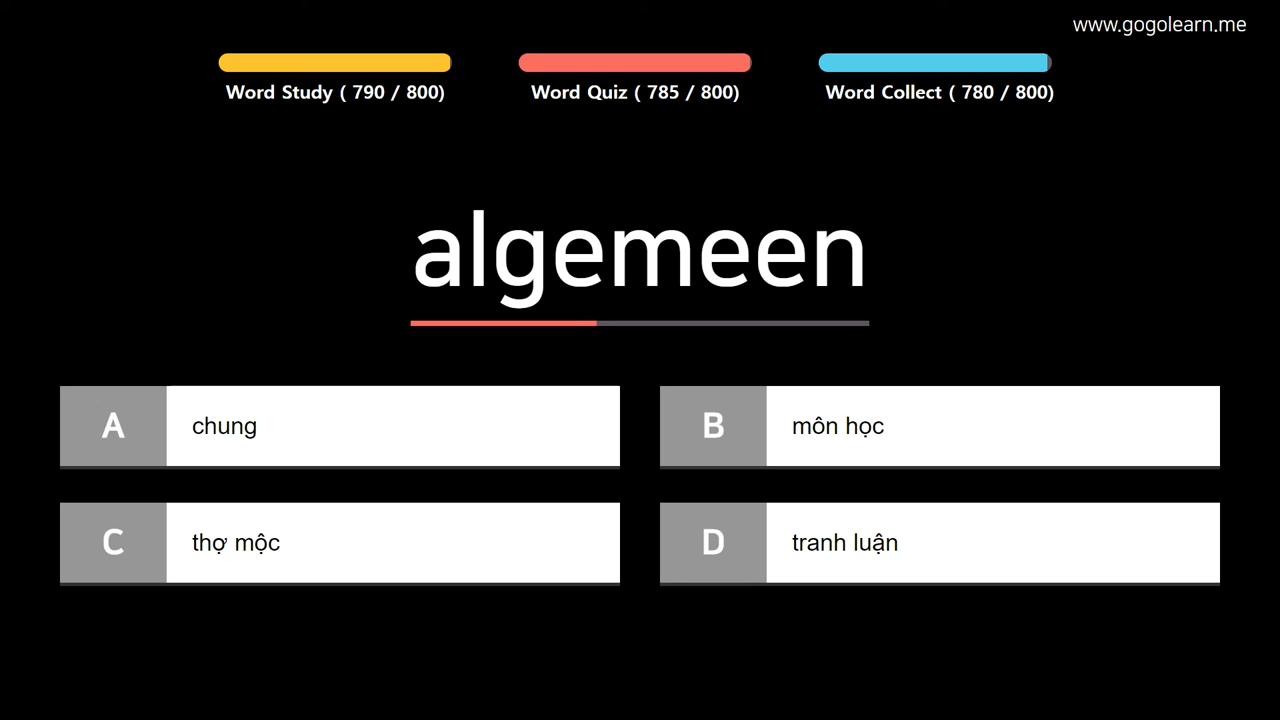 www.gogolearn.me
Word Study ( 790 / 800)
Word Quiz ( 785 / 800)
Word Collect ( 780 / 800)
algemeen
A
chung
B
môn học
C
thợ mộc
D
tranh luận